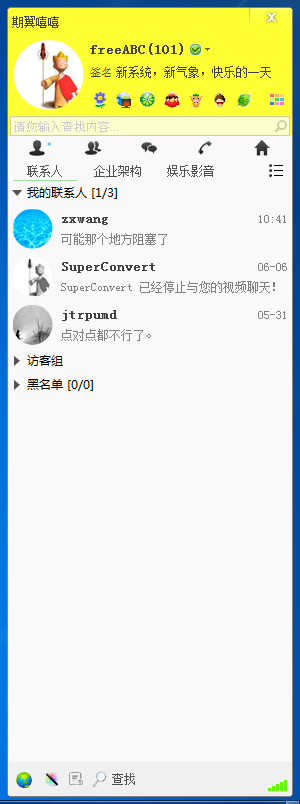 期翼嘻嘻
freeABC(101)
签名 新系统，新气象，快乐的一天
请您输入查找内容...
联系人 企业架构 娱乐影音
我的联系人 [1/3]
zxwang 10:41
可能那个地方阻塞了
SuperConvert 06-06
SuperConvert 已经停止与您的视频聊天!
jtrpumd 05-31
点对点都不行了。
访客组
黑名单 [0/0]
查找